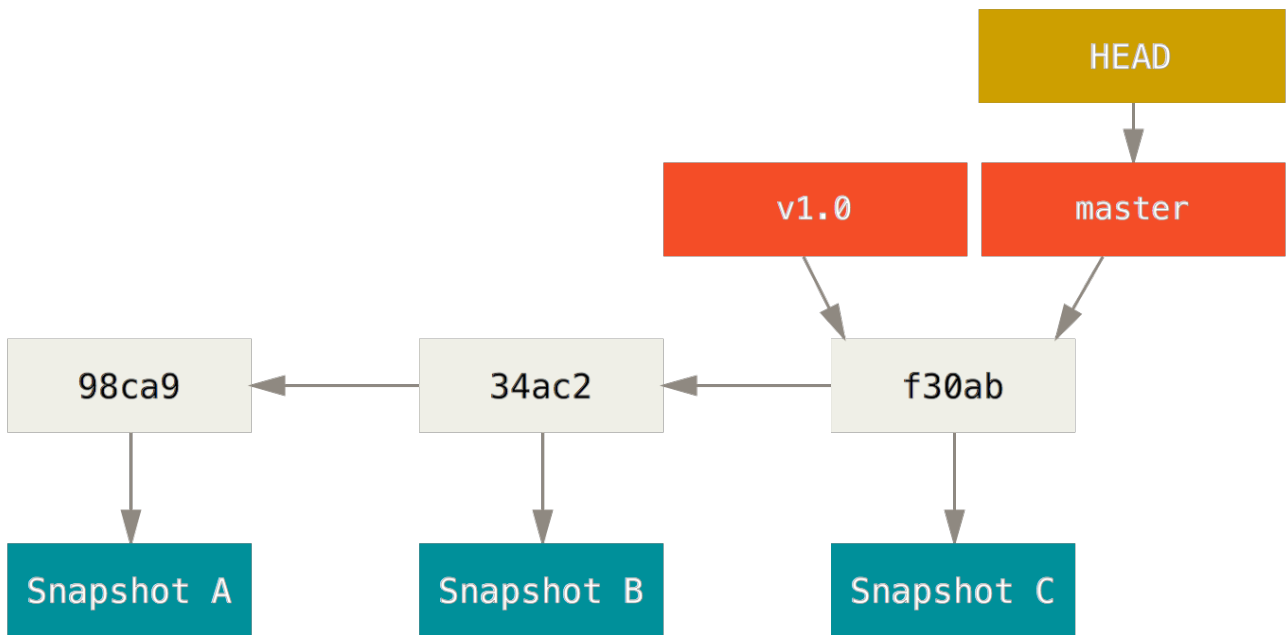 HEAD
v1.0
master
98ca9
34ac2
f30ab
Snapshot A
Snapshot B
Snapshot C